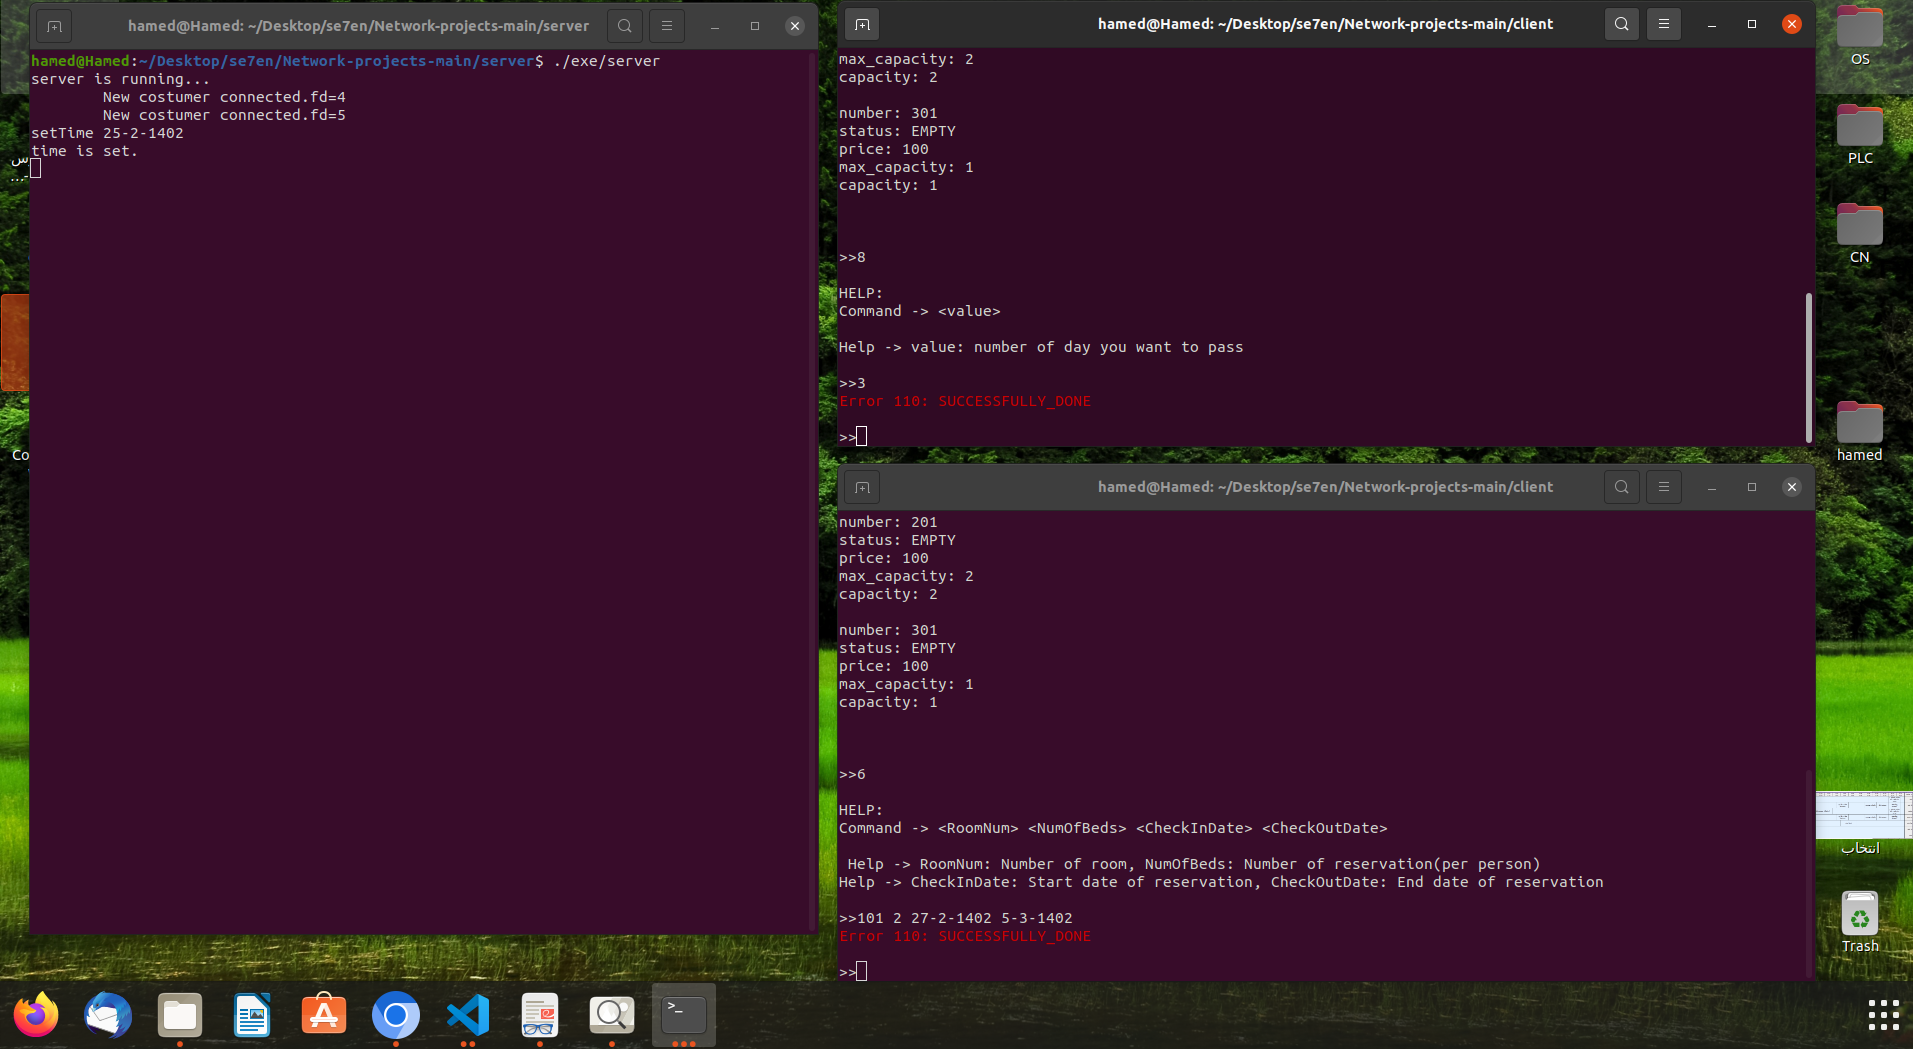 hamed@Hamed: ~/Desktop/se7en/Network-projects-main/server
hamed@Hamed:~/Desktop/se7en/Network-projects-main/server$ ./exe/server
server is running...
New costumer connected.fd=4
New costumer connected.fd=5
setTime 25-2-1402
time is set.
hamed@Hamed: ~/Desktop/se7en/Network-projects-main/client
max_capacity: 2
capacity: 2
number: 301
status: EMPTY
price: 100
max_capacity: 1
capacity: 1
>>8
HELP:
Command -> <value>
Help -> value: number of day you want to pass
>>3
Error 110: SUCCESSFULLY_DONE
>>
hamed@Hamed: ~/Desktop/se7en/Network-projects-main/client
number: 201
status: EMPTY
price: 100
max_capacity: 2
capacity: 2
number: 301
status: EMPTY
price: 100
max_capacity: 1
capacity: 1
>>6
HELP:
Command -> <RoomNum> <NumOfBeds> <CheckInDate> <CheckOutDate>
Help -> RoomNum: Number of room, NumOfBeds: Number of reservation(per person)
Help -> CheckInDate: Start date of reservation, CheckOutDate: End date of reservation
>>101 2 27-2-1402 5-3-1402
Error 110: SUCCESSFULLY_DONE
>>
OS
PLC
CN
hamed
انتخاب
Trash
Co